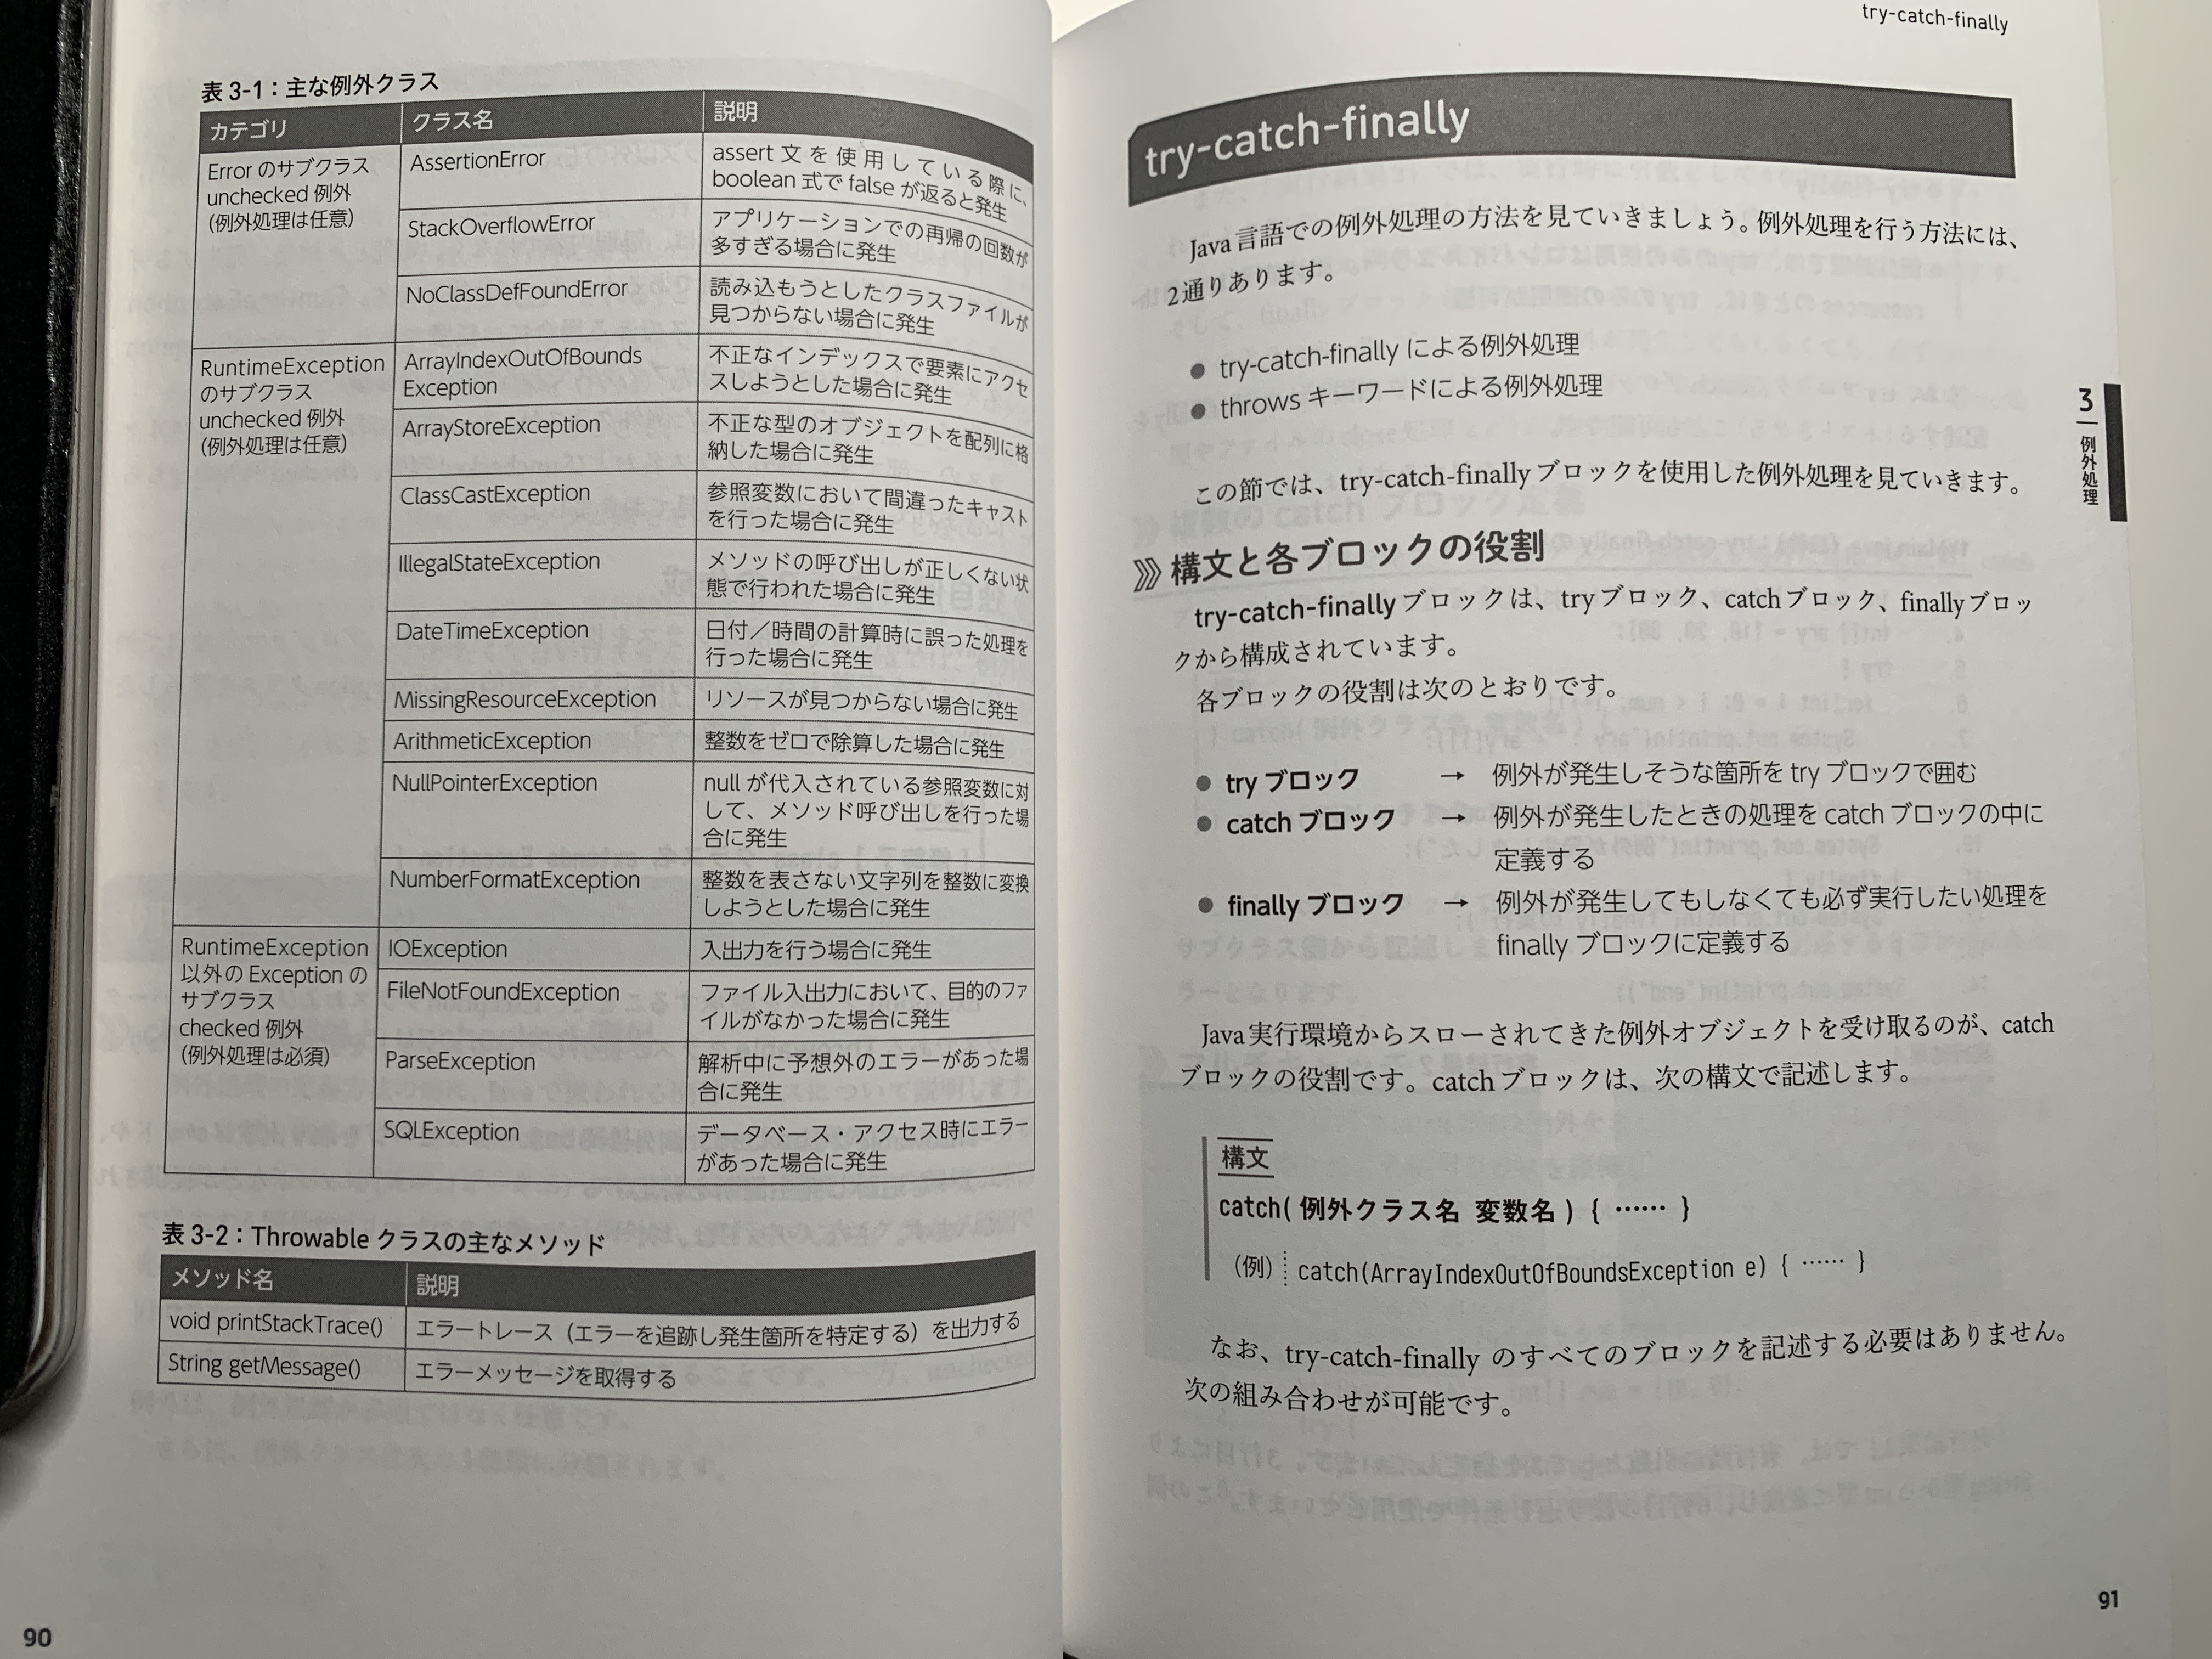 表 3-1：主な例外クラス
カテゴリ クラス名 説明
Error のサブクラス
unchecked 例外
(例外処理は任意)
AssertionError
assert 文を使用している際に、
boolean 式で false が返ると発生
StackOverflowError
アプリケーションでの再帰の回数が
多すぎる場合に発生
NoClassDefFoundError
読み込もうとしたクラスファイルが
見つからない場合に発生
RuntimeException
のサブクラス
unchecked 例外
(例外処理は任意)
ArrayIndexOutOfBounds
Exception
不正なインデックスで要素にアクセ
スしようとした場合に発生
ArrayStoreException
不正な型のオブジェクトを配列に格
納した場合に発生
ClassCastException
参照変数において間違ったキャスト
を行った場合に発生
IllegalStateException
メソッドの呼び出しが正しくない状
態で行われた場合に発生
DateTimeException
日付／時間の計算時に誤った処理を
行った場合に発生
MissingResourceException
リソースが見つからない場合に発生
ArithmeticException
整数をゼロで除算した場合に発生
NullPointerException
null が代入されている参照変数に対
して、メソッド呼び出しを行った場
合に発生
NumberFormatException
整数を表さない文字列を整数に変換
しようとした場合に発生
RuntimeException
以外の Exception の
サブクラス
checked 例外
(例外処理は必須)
IOException
入出力を行う場合に発生
FileNotFoundException
ファイル入出力において、目的のファ
イルがなかった場合に発生
ParseException
解析中に予想外のエラーがあった場
合に発生
SQLException
データベース・アクセス時にエラー
があった場合に発生
表 3-2：Throwable クラスの主なメソッド
メソッド名 説明
void printStackTrace() エラートレース（エラーを追跡し発生箇所を特定する）を出力する
String getMessage() エラーメッセージを取得する
90
try-catch-finally
try-catch-finally
Java 言語での例外処理の方法を見ていきましょう。例外処理を行う方法には、
2 通りあります。
● try-catch-finally による例外処理
● throws キーワードによる例外処理
この節では、try-catch-finally ブロックを使用した例外処理を見ていきます。
構文と各ブロックの役割
try-catch-finally ブロックは、try ブロック、catch ブロック、finally ブロッ
クから構成されています。
各ブロックの役割は次のとおりです。
● try ブロック → 例外が発生しそうな箇所を try ブロックで囲む
● catch ブロック → 例外が発生したときの処理を catch ブロックの中に
定義する
● finally ブロック → 例外が発生してもしなくても必ず実行したい処理を
finally ブロックに定義する
Java 実行環境からスローされてきた例外オブジェクトを受け取るのが、catch
ブロックの役割です。catch ブロックは、次の構文で記述します。
構文
catch( 例外クラス名 変数名 ) { …… }
（例） catch(ArrayIndexOutOfBoundsException e) { …… }
なお、try-catch-finally のすべてのブロックを記述する必要はありません。
次の組み合わせが可能です。
3
例外処理
91